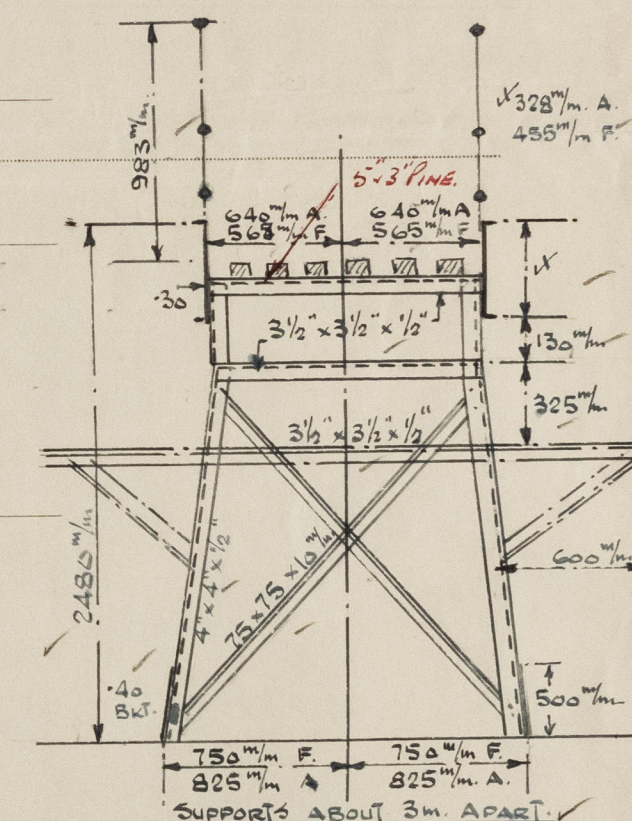 983 m/m.
X 328 m/m. A.
455 m/m F.
5" x 3" PINE.
640 m/m A.
565 m/m F.
640 m/m A
565 m/m F.
X
.30
3½" x 3½" x ½"
130 m/m
325 m/m
3½" x 3½" x ½"
2480 m/m
4" x 4" x ½"
75 x 75 x 10 m/m
600 m/m
.40
BKT.
500 m/m
750 m/m F.
825 m/m A
750 m/m F.
825 m/m. A.
SUPPORTS ABOUT 3m. APART.